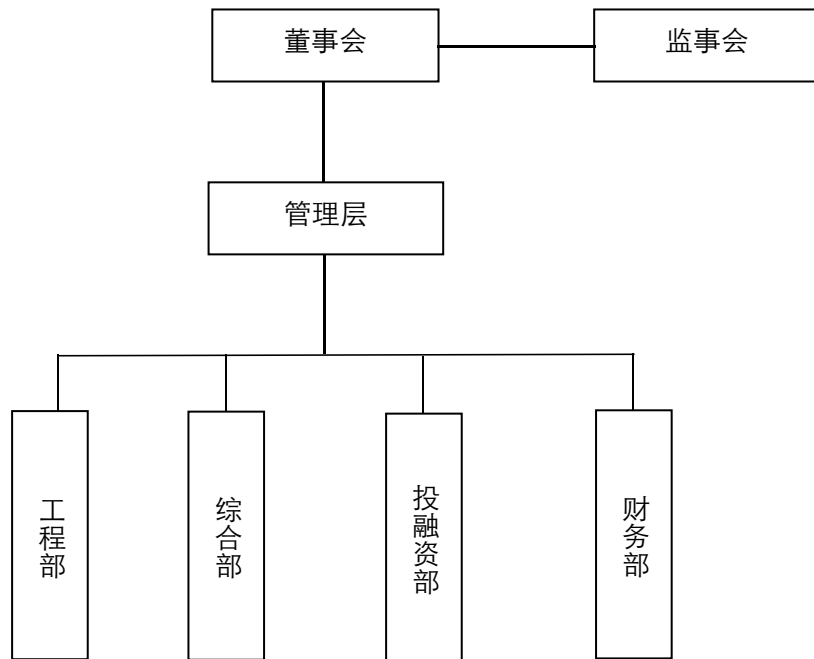 董事会
监事会
管理层
工程部
综合部
投融资部
财务部